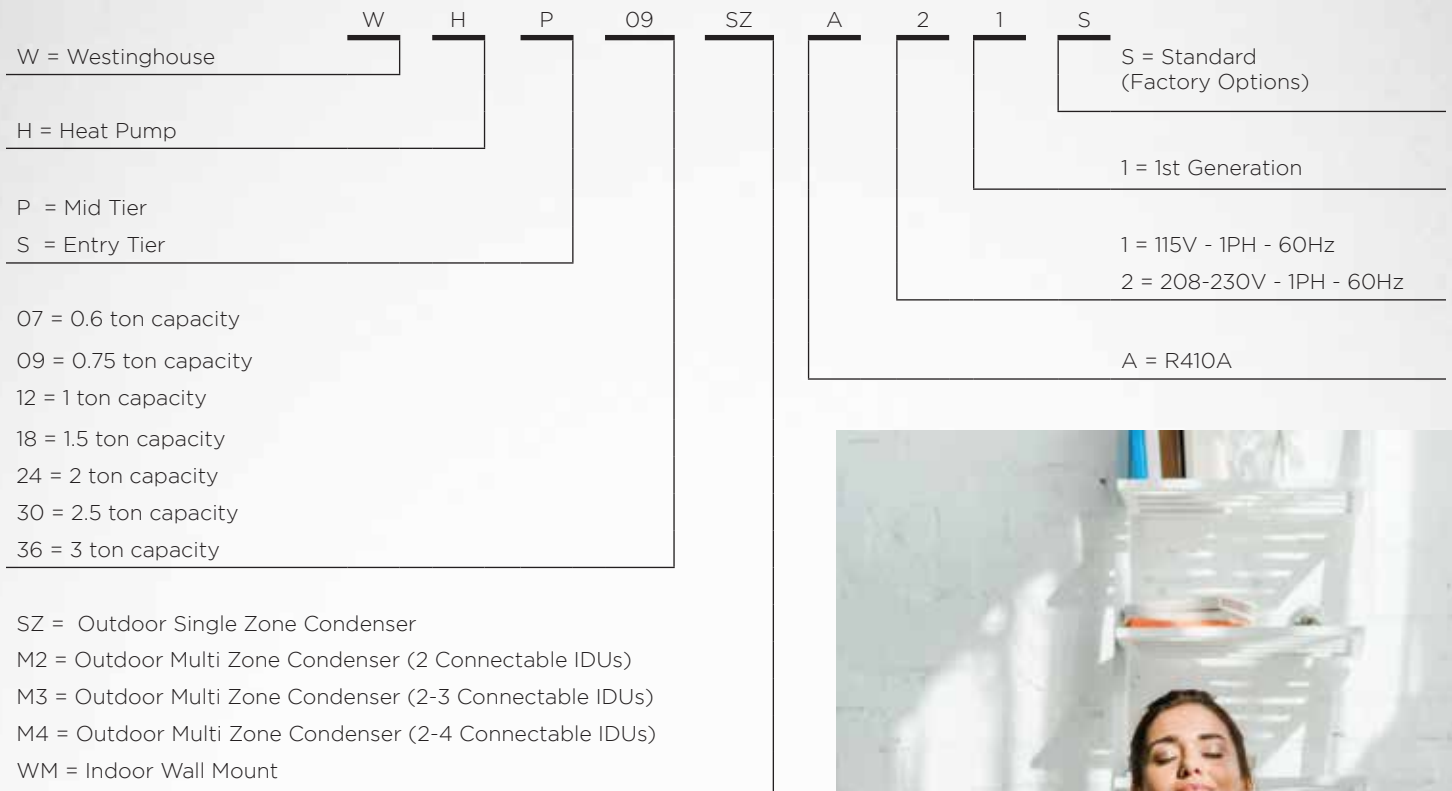 W H P 09 SZ A 2 1 S
W = Westinghouse
H = Heat Pump
P = Mid Tier
S = Entry Tier
07 = 0.6 ton capacity
09 = 0.75 ton capacity
12 = 1 ton capacity
18 = 1.5 ton capacity
24 = 2 ton capacity
30 = 2.5 ton capacity
36 = 3 ton capacity
SZ = Outdoor Single Zone Condenser
M2 = Outdoor Multi Zone Condenser (2 Connectable IDUs)
M3 = Outdoor Multi Zone Condenser (2-3 Connectable IDUs)
M4 = Outdoor Multi Zone Condenser (2-4 Connectable IDUs)
WM = Indoor Wall Mount
S = Standard
(Factory Options)
1 = 1st Generation
1 = 115V - 1PH - 60Hz
2 = 208-230V - 1PH - 60Hz
A = R410A